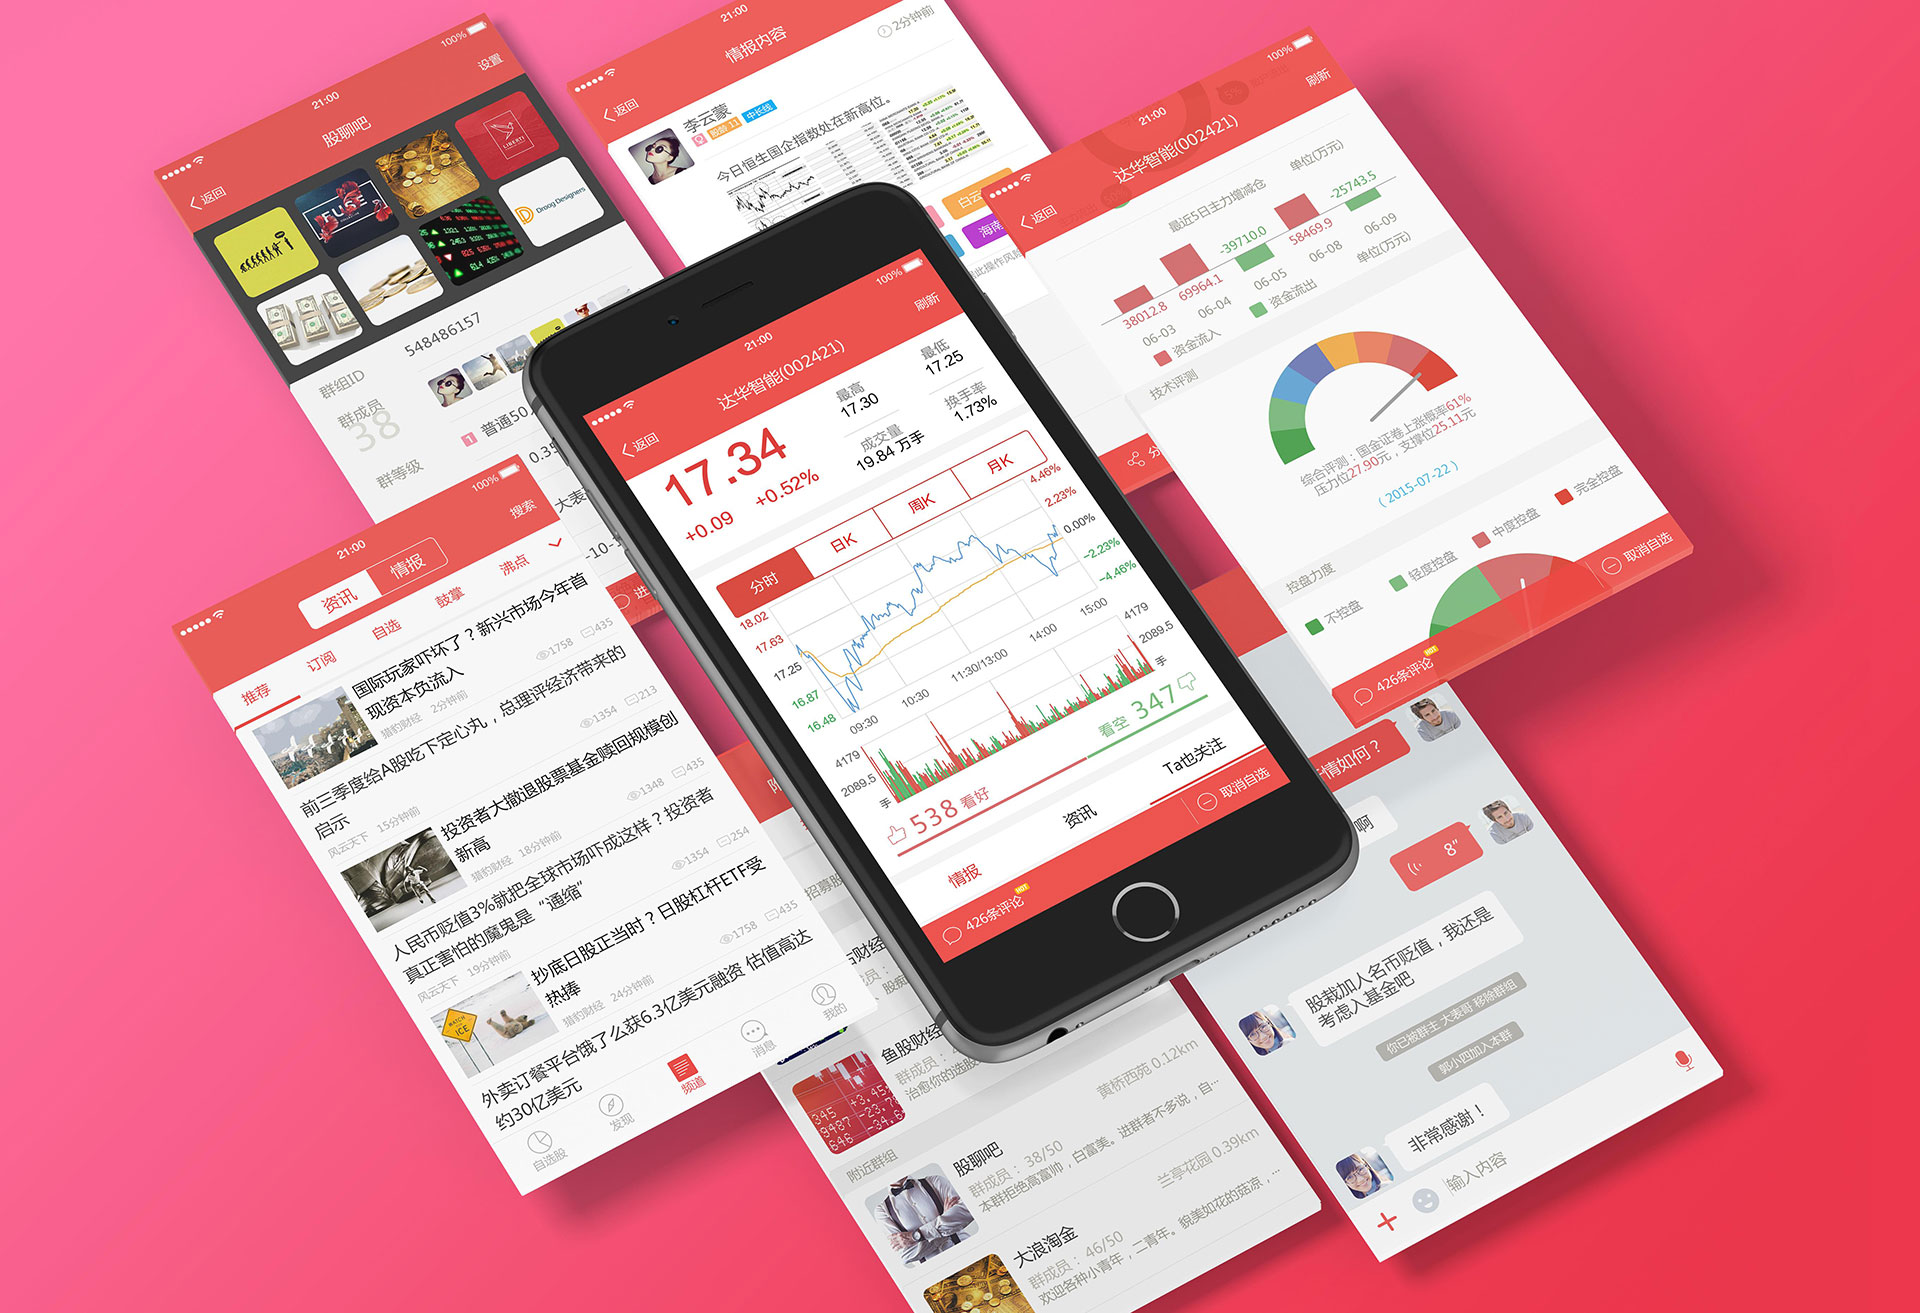 100%
21:00
设置
返回
股聊吧
FUSE
LIBERTY
Droog Designers
群组ID
548486157
群成员
38
1
普通50
群等级
21:00
情报内容
2分钟前
返回
李云蒙
股龄 11
中长线
今日恒生国企指数处在新高位。
白云
海南
100%
21:00
刷新
返回
达华智能(002421)
最近5日主力增减仓
单位(万元)
38012.8
69964.1
-39710.0
58469.9
-25743.5
06-03
06-04
06-05
06-08
06-09
资金流入
资金流出
单位(万元)
技术评测
综合评测：国金证卷上涨概率61%
压力位27.90元，支撑位25.11元
( 2015-07-22 )
控盘力度
不控盘
轻度控盘
中度控盘
完全控盘
HOT
426条评论
取消自选
100%
21:00
刷新
返回
达华智能(002421)
17.34
+0.09
+0.52%
最高
17.30
最低
17.25
成交量
19.84 万手
换手率
1.73%
分时
日K
周K
月K
18.02
17.63
17.25
16.87
16.48
4.46%
2.23%
0.00%
-2.23%
-4.46%
09:30
10:30
11:30/13:00
14:00
15:00
4179
2089.5
手
4179
2089.5
手
538 看好
看空 347
情报
资讯
Ta也关注
HOT
426条评论
取消自选
100%
21:00
资讯
情报
搜索
推荐
订阅
自选
鼓掌
沸点
国际玩家吓坏了？新兴市场今年首
现资本负流入
猎豹财经 2分钟前
1758
435
前三季度给A股吃下定心丸，总理评经济带来的
启示
风云天下 15分钟前
1354
213
投资者大撤退股票基金赎回规模创
新高
猎豹财经 18分钟前
1348
435
人民币贬值3%就把全球市场吓成这样？投资者
真正害怕的魔鬼是“通缩”
风云天下 19分钟前
1354
254
WATCH
ICE
抄底日股正当时？日股杠杆ETF受
热捧
猎豹财经 24分钟前
1758
435
外卖订餐平台饿了么获6.3亿美元融资 估值高达
约30亿美元
自选股
发现
频道
消息
我的
招募股
鱼股财经
群成员：
治愈你的选股
黄桥西苑 0.12km
附近群组
股聊吧
群成员： 38/50
本群拒绝高富帅，白富美。进群者不多说，自…
兰亭花园 0.39km
大浪淘金
群成员： 46/50
欢迎各种小青年，二青年。貌美如花的菇凉，…
情如何？
啊
8"
股栽加人名币贬值，我还是
考虑入基金吧
你已被群主 大表哥 移除群组
郭小四加入本群
非常感谢！
输入内容